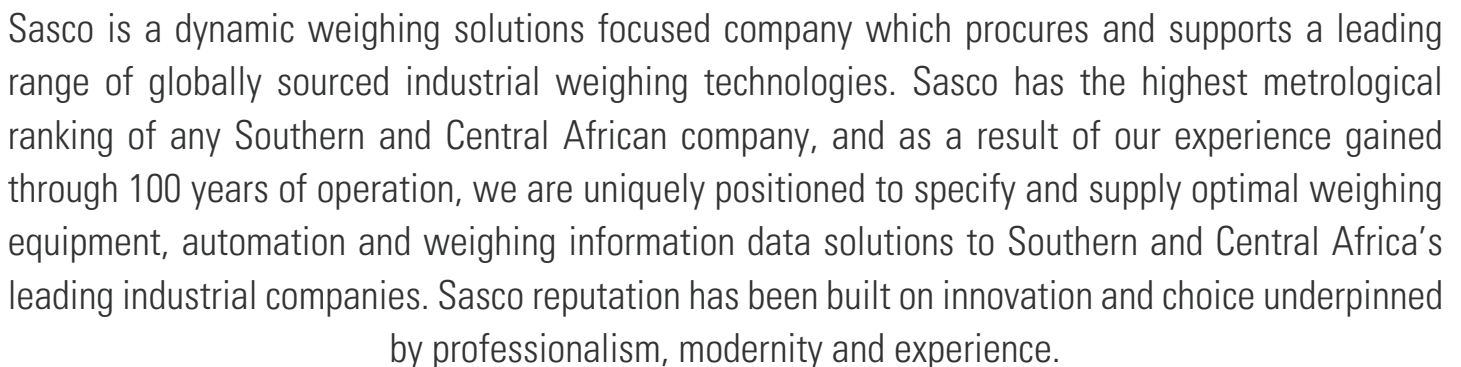 Sasco is a dynamic weighing solutions focused company which procures and supports a leading
range of globally sourced industrial weighing technologies. Sasco has the highest metrological
ranking of any Southern and Central African company, and as a result of our experience gained
through 100 years of operation, we are uniquely positioned to specify and supply optimal weighing
equipment, automation and weighing information data solutions to Southern and Central Africa’s
leading industrial companies. Sasco reputation has been built on innovation and choice underpinned
by professionalism, modernity and experience.